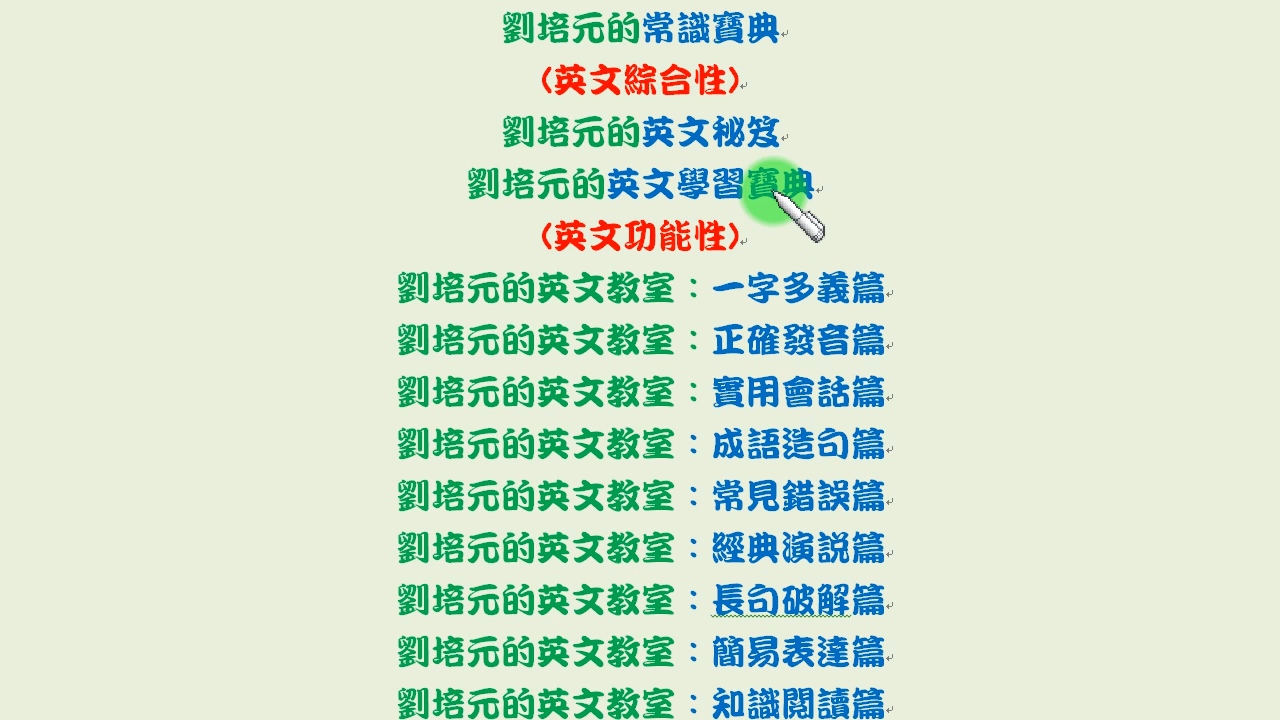 劉培元的常識寶典
(英文綜合性)
劉培元的英文秘笈
劉培元的英文學習寶典
(英文功能性)
劉培元的英文教室：一字多義篇
劉培元的英文教室：正確發音篇
劉培元的英文教室：實用會話篇
劉培元的英文教室：成語造句篇
劉培元的英文教室：常見錯誤篇
劉培元的英文教室：經典演說篇
劉培元的英文教室：長句破解篇
劉培元的英文教室：簡易表達篇
劉培元的英文教室：知識閱讀篇